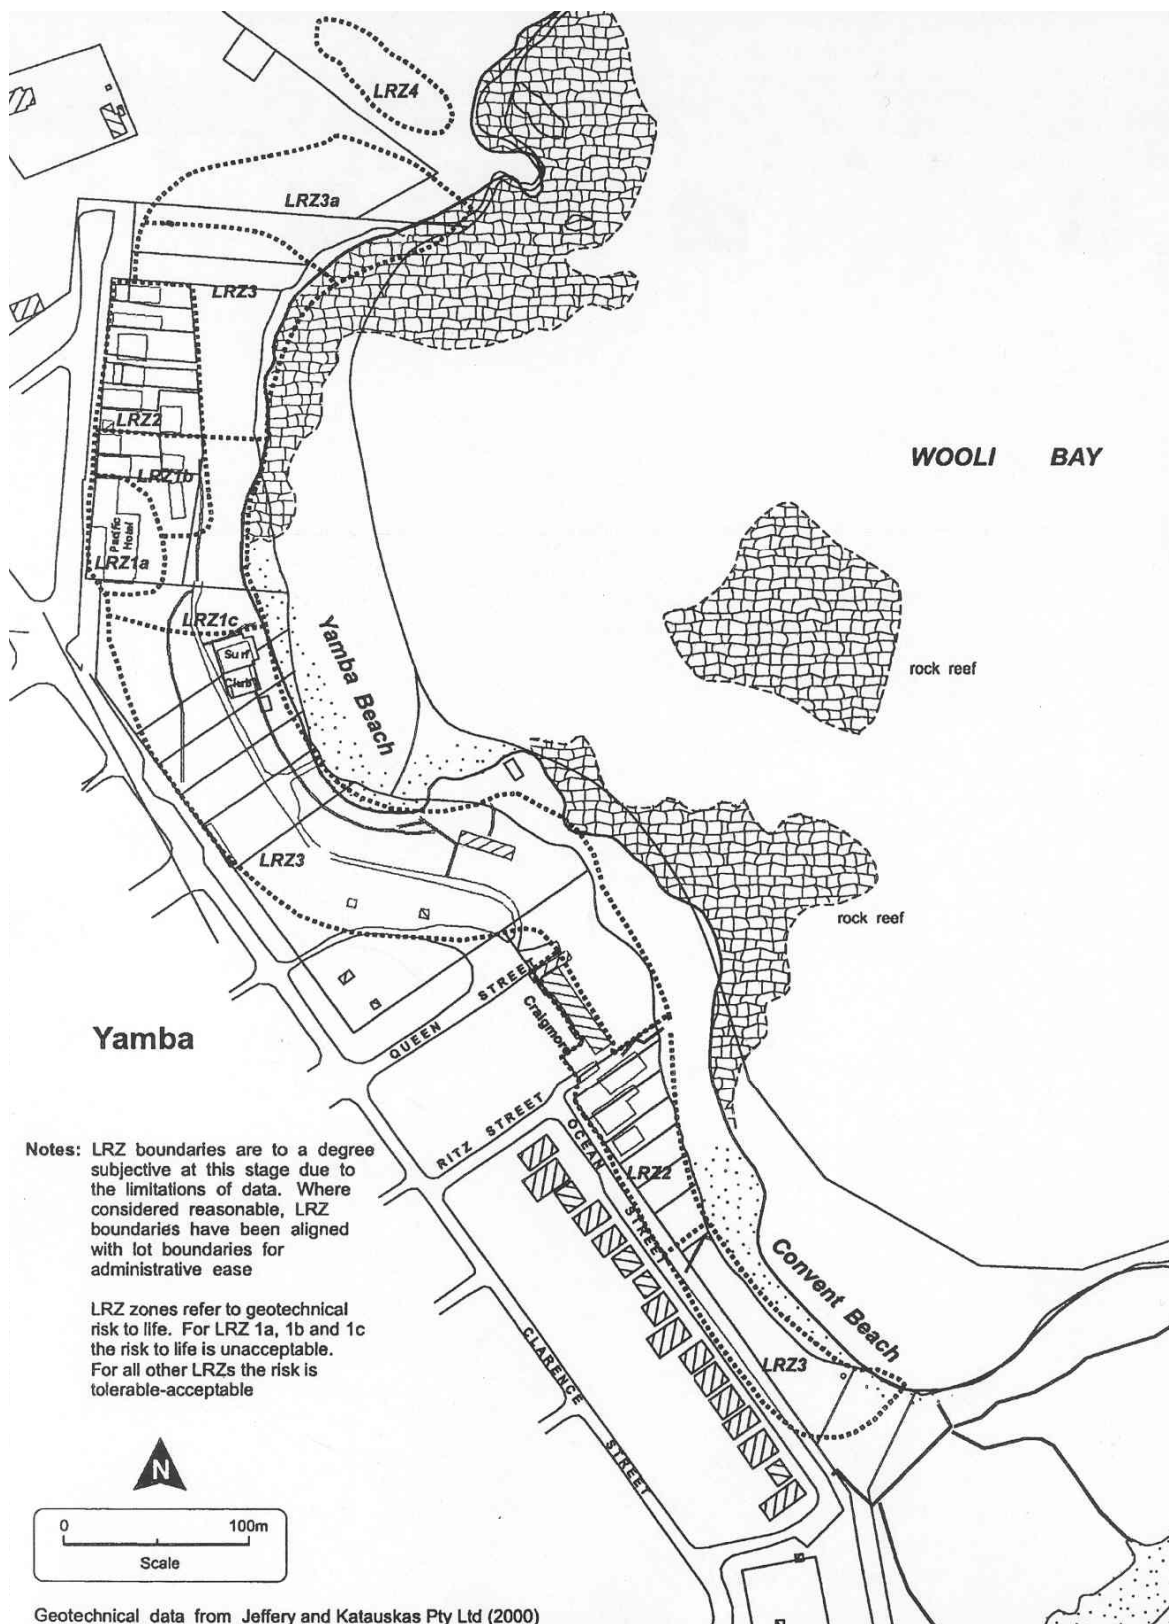 LRZ4
LRZ3a
LRZ3
LRZ2
LRZ1b
Pacific
Hotel
LRZ1a
LRZ1c
Surf
Club
Yamba Beach
WOOLI BAY
rock reef
rock reef
LRZ3
Yamba
QUEEN STREET
Craigmore
RITZ STREET
OCEAN STREET
LRZ2
Convent Beach
LRZ3
CLARENCE STREET
Notes: LRZ boundaries are to a degree
subjective at this stage due to
the limitations of data. Where
considered reasonable, LRZ
boundaries have been aligned
with lot boundaries for
administrative ease
LRZ zones refer to geotechnical
risk to life. For LRZ 1a, 1b and 1c
the risk to life is unacceptable.
For all other LRZs the risk is
tolerable-acceptable
N
0 100m
Scale
Geotechnical data from Jeffery and Katauskas Pty Ltd (2000)